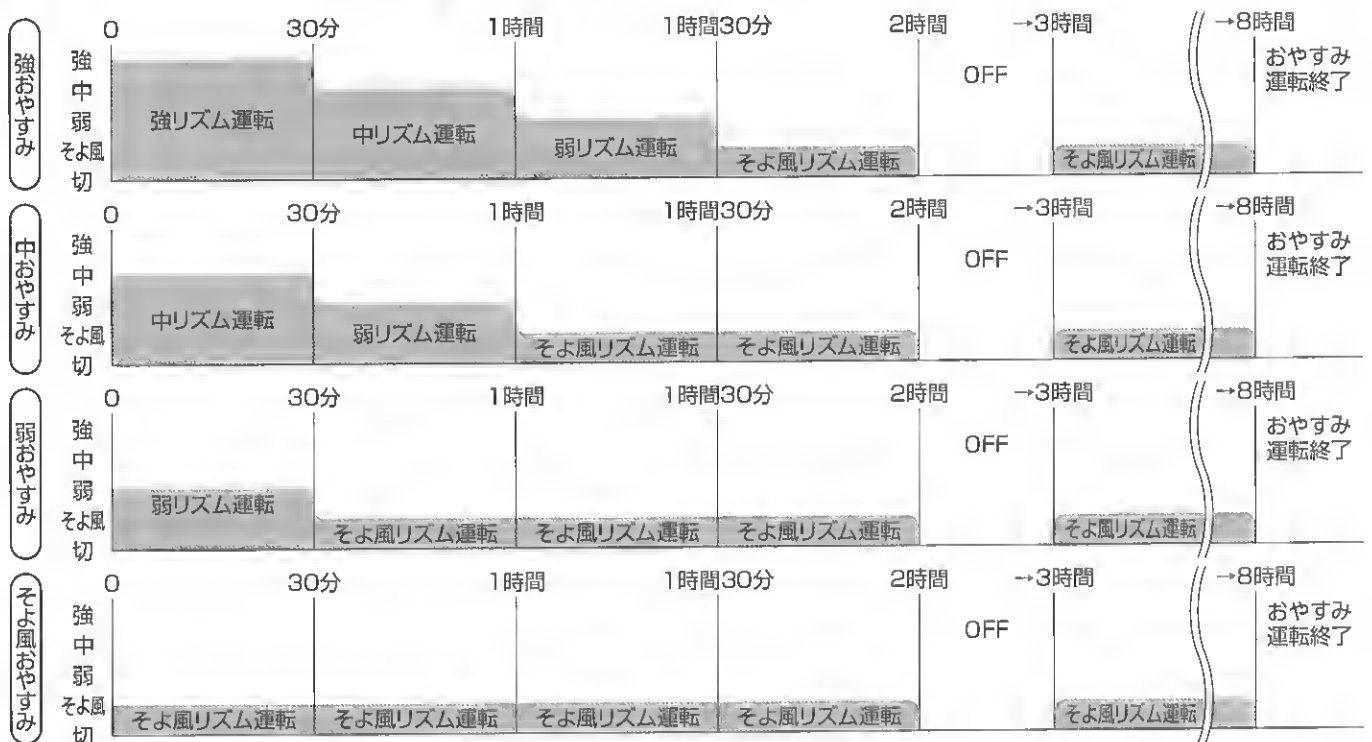 強おやすみ
0 30分 1時間 1時間30分 2時間 →3時間 →8時間
強
中
弱
そよ風
切
強リズム運転 中リズム運転 弱リズム運転 そよ風リズム運転 OFF そよ風リズム運転
おやすみ
運転終了
中おやすみ
0 30分 1時間 1時間30分 2時間 →3時間 →8時間
強
中
弱
そよ風
切
中リズム運転 弱リズム運転 そよ風リズム運転 そよ風リズム運転 OFF そよ風リズム運転
おやすみ
運転終了
弱おやすみ
0 30分 1時間 1時間30分 2時間 →3時間 →8時間
強
中
弱
そよ風
切
弱リズム運転 そよ風リズム運転 そよ風リズム運転 そよ風リズム運転 OFF そよ風リズム運転
おやすみ
運転終了
そよ風おやすみ
0 30分 1時間 1時間30分 2時間 →3時間 →8時間
強
中
弱
そよ風
切
そよ風リズム運転 そよ風リズム運転 そよ風リズム運転 そよ風リズム運転 OFF そよ風リズム運転
おやすみ
運転終了